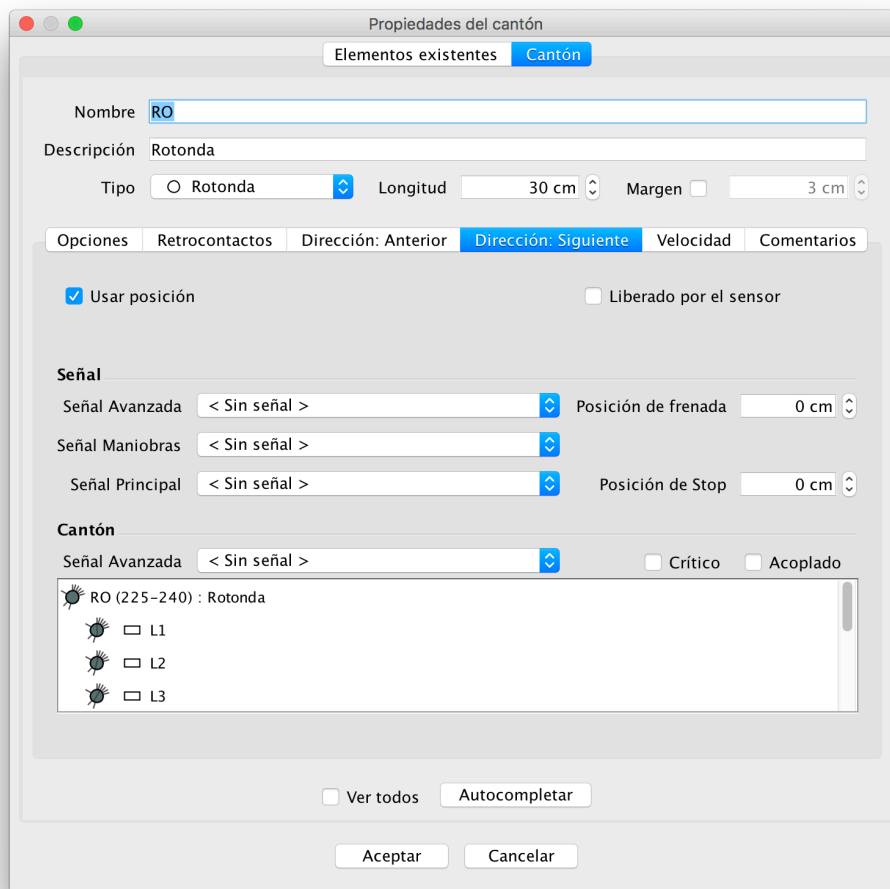 Propiedades del cantón
Elementos existentes Cantón
Nombre RO
Descripción Rotonda
Tipo Rotonda Longitud 30 cm Margen 3 cm
Opciones Retrocontactos Dirección: Anterior Dirección: Siguiente Velocidad Comentarios
Usar posición Liberado por el sensor
Señal
Señal Avanzada < Sin señal > Posición de frenada 0 cm
Señal Maniobras < Sin señal >
Señal Principal < Sin señal > Posición de Stop 0 cm
Cantón
Señal Avanzada < Sin señal > Crítico Acoplado
RO (225-240) : Rotonda
L1
L2
L3
Ver todos Autocompletar
Aceptar Cancelar